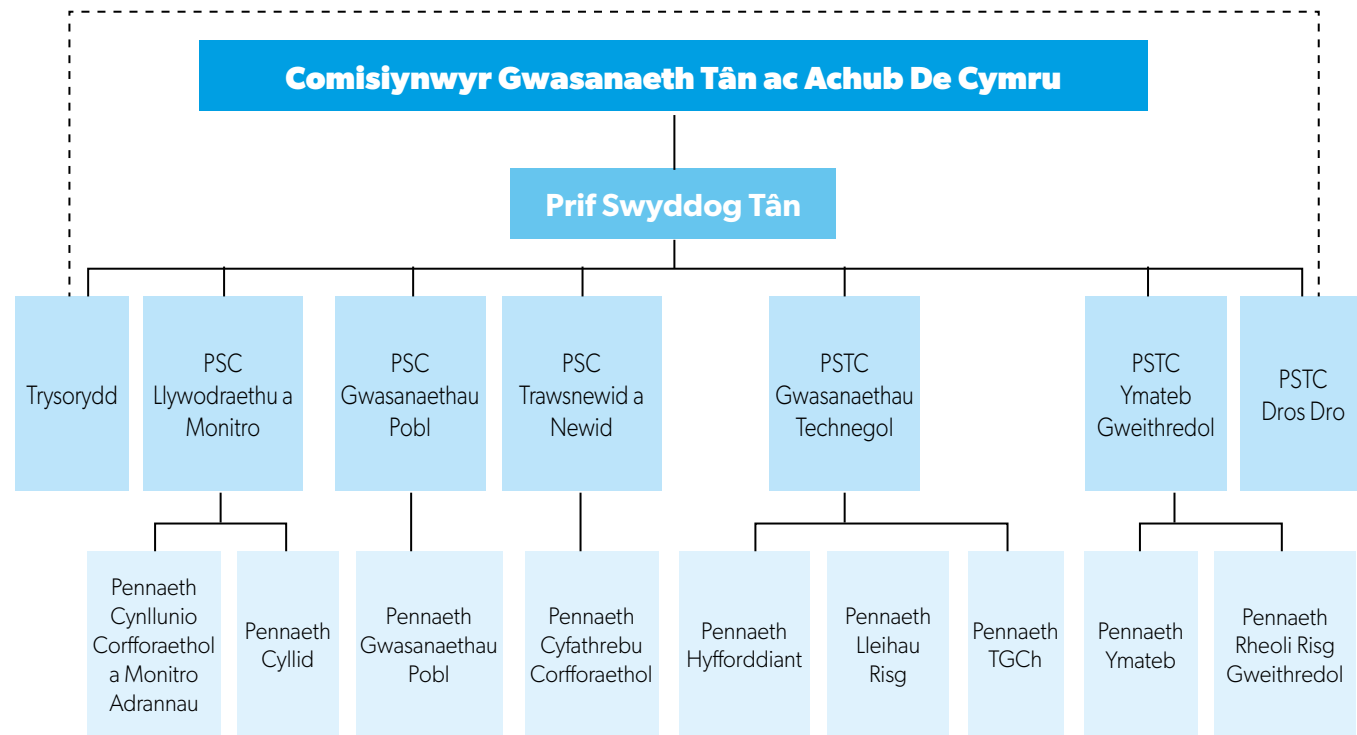 Comisiynwyr Gwasanaeth Tân ac Achub De Cymru
Prif Swyddog Tân
Trysorydd
PSC
Llywodraethu a
Monitro
PSC
Gwasanaethau
Pobl
PSC
Trawsnewid a
Newid
PSTC
Gwasanaethau
Technegol
PSTC
Ymateb
Gweithredol
PSTC
Dros Dro
Pennaeth
Cynllunio
Corfforaethol
a Monitro
Adrannau
Pennaeth
Cyllid
Pennaeth
Gwasanaethau
Pobl
Pennaeth
Cyfathrebu
Corfforaethol
Pennaeth
Hyfforddiant
Pennaeth
Lleihau
Risg
Pennaeth
TGCh
Pennaeth
Ymateb
Pennaeth
Rheoli Risg
Gweithredol